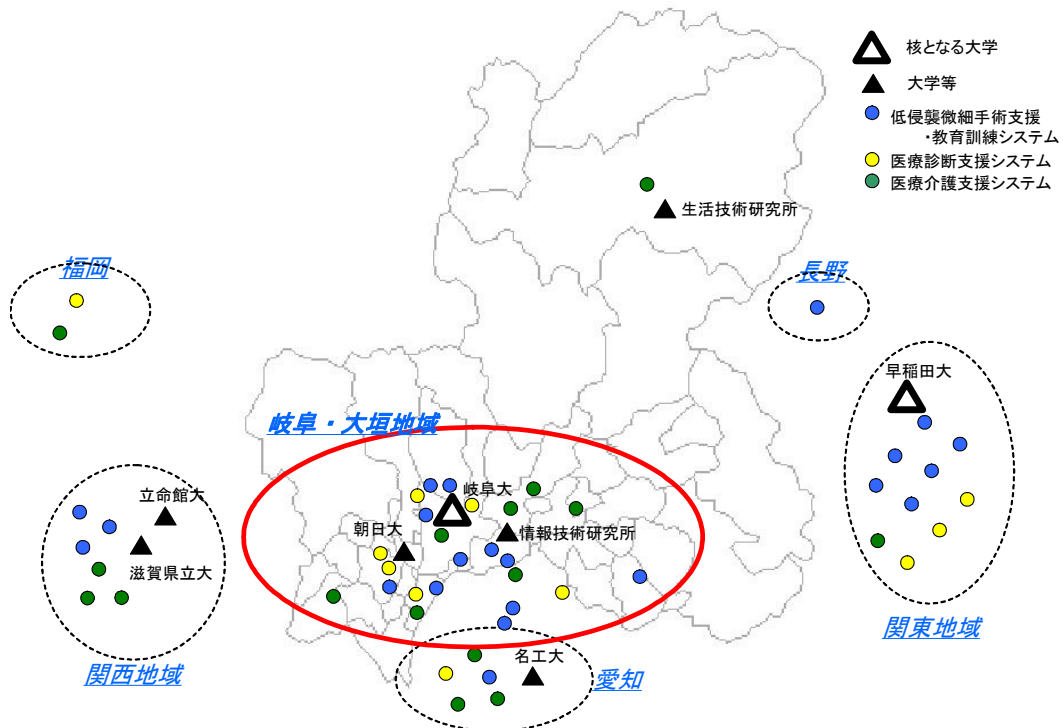 核となる大学
大学等
低侵襲微細手術支援
・教育訓練システム
医療診断支援システム
医療介護支援システム
生活技術研究所
福岡
長野
早稲田大
岐阜・大垣地域
立命館大
岐阜大
朝日大
情報技術研究所
滋賀県立大
関東地域
名工大
関西地域
愛知